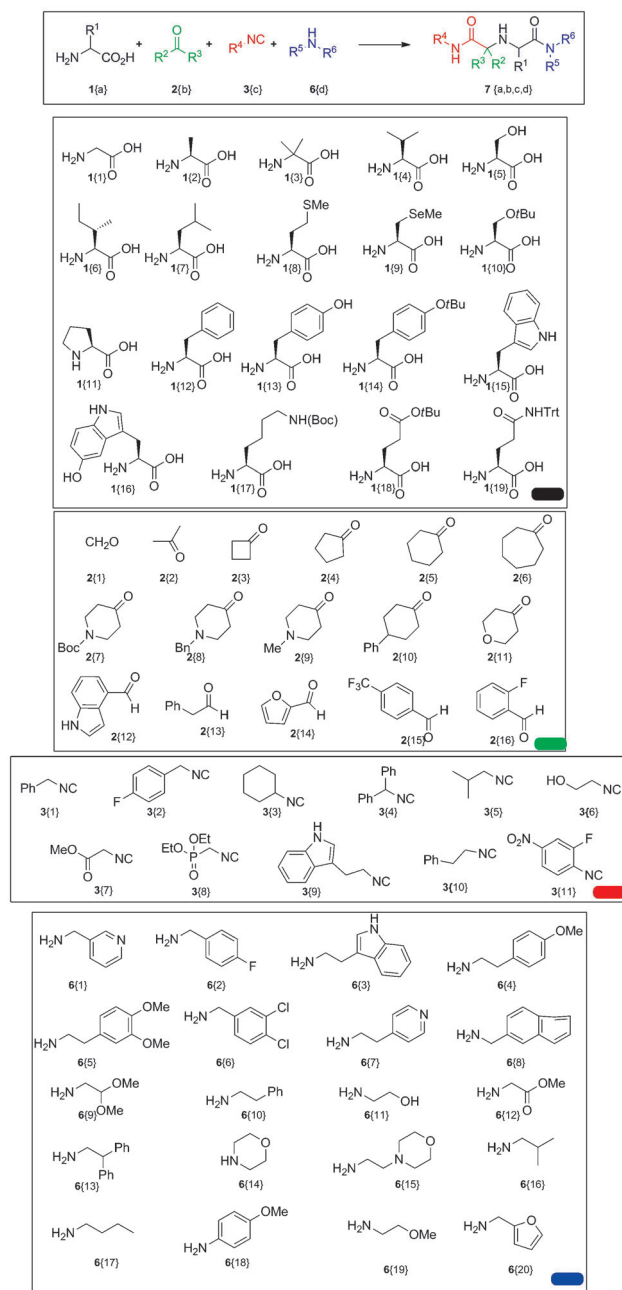 R1 O H O
H2N CO2H + R2 R3 + R4 NC + R5 N R6 R4 HN R3 R2 N R1 N R6 R5
1{a} 2{b} 3{c} 6{d} 7 {a,b,c,d}
H2N OH O H2N OH O H2N OH O H2N OH O OH H2N OH O
1{1} 1{2} 1{3} 1{4} 1{5}
H2N OH O H2N OH O SMe H2N OH O SeMe H2N OH O OtBu H2N OH O
1{6} 1{7} 1{8} 1{9} 1{10}
N H OH O H2N OH O OH H2N OH O OtBu H2N OH O NH H2N OH O
1{11} 1{12} 1{13} 1{14} 1{15}
HN HO H2N OH O NH(Boc) H2N OH O O OtBu H2N OH O O NHTrt H2N OH O
1{16} 1{17} 1{18} 1{19}
CH2O O O O O O
2{1} 2{2} 2{3} 2{4} 2{5} 2{6}
O N Boc O N Bn O N Me O Ph O O
2{7} 2{8} 2{9} 2{10} 2{11}
O H HN Ph O H O O H F3C H O F H O
2{12} 2{13} 2{14} 2{15} 2{16}
Ph NC F NC NC Ph Ph NC NC HO NC
3{1} 3{2} 3{3} 3{4} 3{5} 3{6}
MeO O NC OEt EtO P O NC H N NC Ph NC O2N F NC
3{7} 3{8} 3{9} 3{10} 3{11}
H2N N H2N F H2N H N H2N OMe
6{1} 6{2} 6{3} 6{4}
H2N OMe OMe H2N Cl Cl H2N N H2N
6{5} 6{6} 6{7} 6{8}
H2N OMe OMe H2N Ph H2N OH H2N OMe O
6{9} 6{10} 6{11} 6{12}
H2N Ph Ph O HN H2N N O H2N
6{13} 6{14} 6{15} 6{16}
H2N H2N OMe H2N OMe H2N O
6{17} 6{18} 6{19} 6{20}